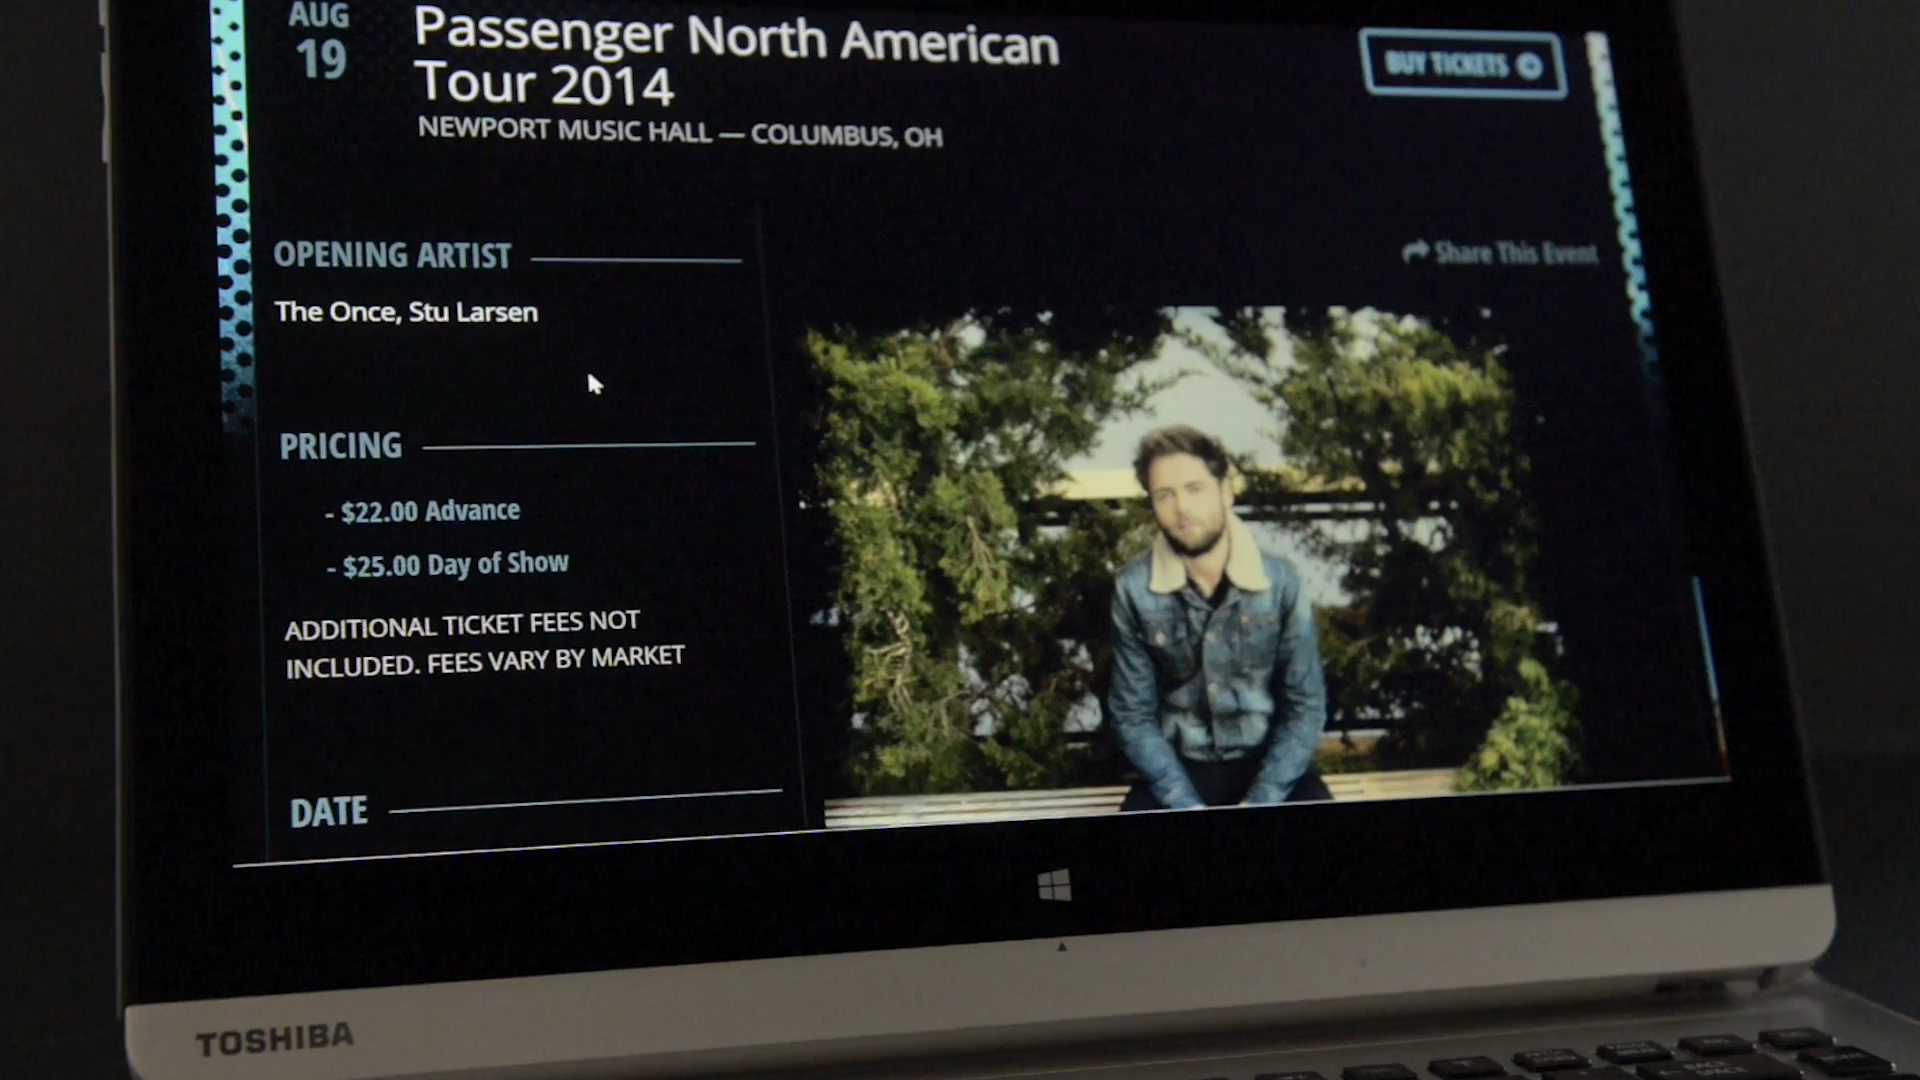 AUG
19
Passenger North American
Tour 2014
NEWPORT MUSIC HALL — COLUMBUS, OH
BUY TICKETS
Share This Event
OPENING ARTIST
The Once, Stu Larsen
PRICING
- $22.00 Advance
- $25.00 Day of Show
ADDITIONAL TICKET FEES NOT
INCLUDED. FEES VARY BY MARKET
DATE
TOSHIBA
BACK
SPACE